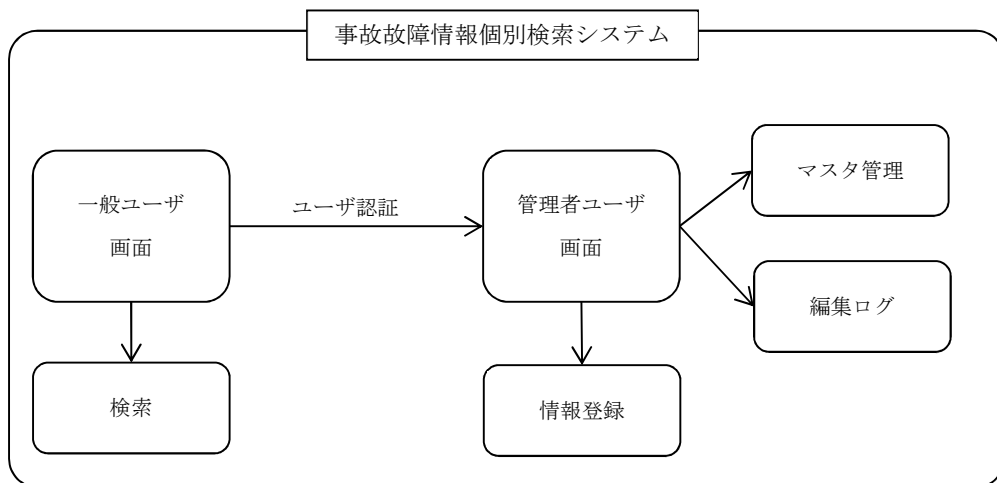 事故故障情報個別検索システム
一般ユーザ
画面
ユーザ認証
管理者ユーザ
画面
マスタ管理
編集ログ
検索
情報登録